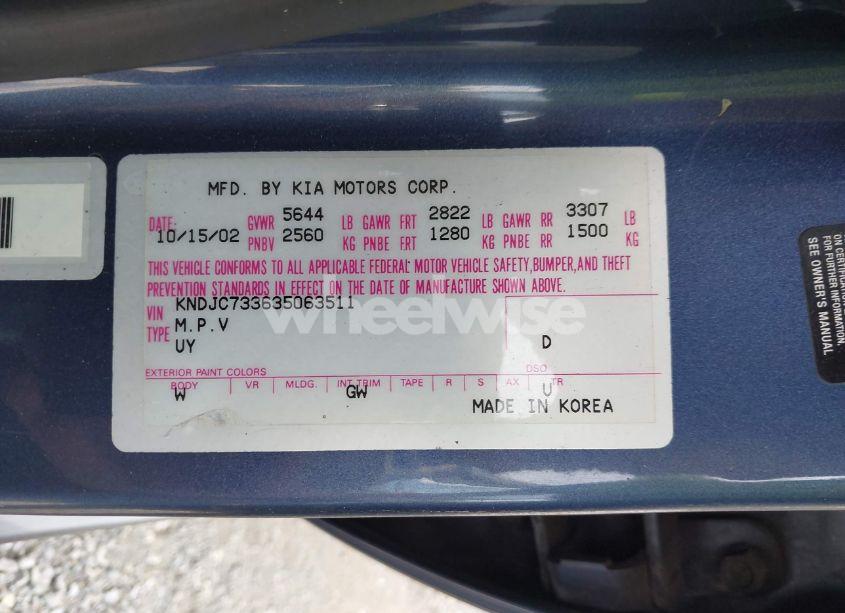 MFD. BY KIA MOTORS CORP.
DATE: GVWR 5644 LB GAWR FRT 2822 LB GAWR RR 3307 LB
10/15/02 PNBV 2560 KG PNBE FRT 1280 KG PNBE RR 1500 KG
THIS VEHICLE CONFORMS TO ALL APPLICABLE FEDERAL MOTOR VEHICLE SAFETY,BUMPER,AND THEFT
PREVENTION STANDARDS IN EFFECT ON THE DATE OF MANUFACTURE SHOWN ABOVE.
VIN KNDJC733635063511
TYPE M.P.V
UY D
EXTERIOR PAINT COLORS DSO
BODY VR MLDG. INT TRIM TAPE R S AX TR
W GW U
MADE IN KOREA
wheelwise
FOR FURTHER INFORMATION,
SEE OWNER'S MANUAL